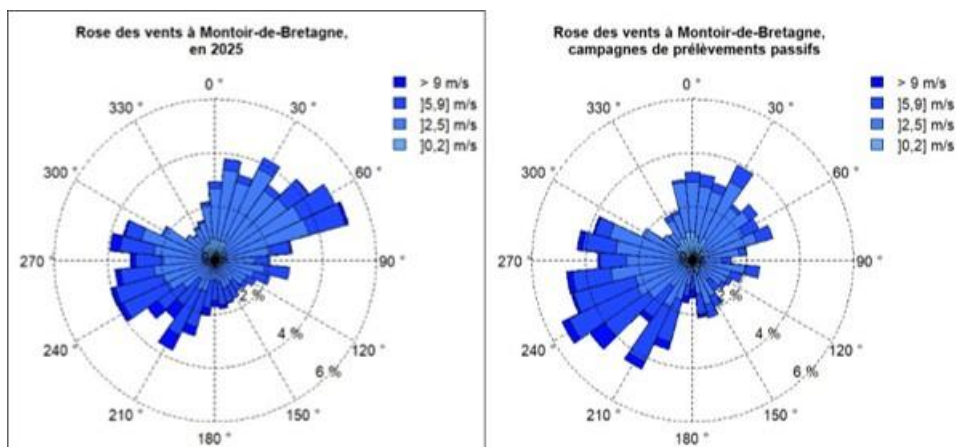 Rose des vents à Montoir-de-Bretagne,
en 2025
> 9 m/s
]5,9] m/s
]2,5] m/s
]0,2] m/s
0 °
30 °
60 °
90 °
120 °
150 °
180 °
210 °
240 °
270 °
300 °
330 °
2 %
4 %
6 %
Rose des vents à Montoir-de-Bretagne,
campagnes de prélèvements passifs
> 9 m/s
]5,9] m/s
]2,5] m/s
]0,2] m/s
0 °
30 °
60 °
90 °
120 °
150 °
180 °
210 °
240 °
270 °
300 °
330 °
4 %
6 %